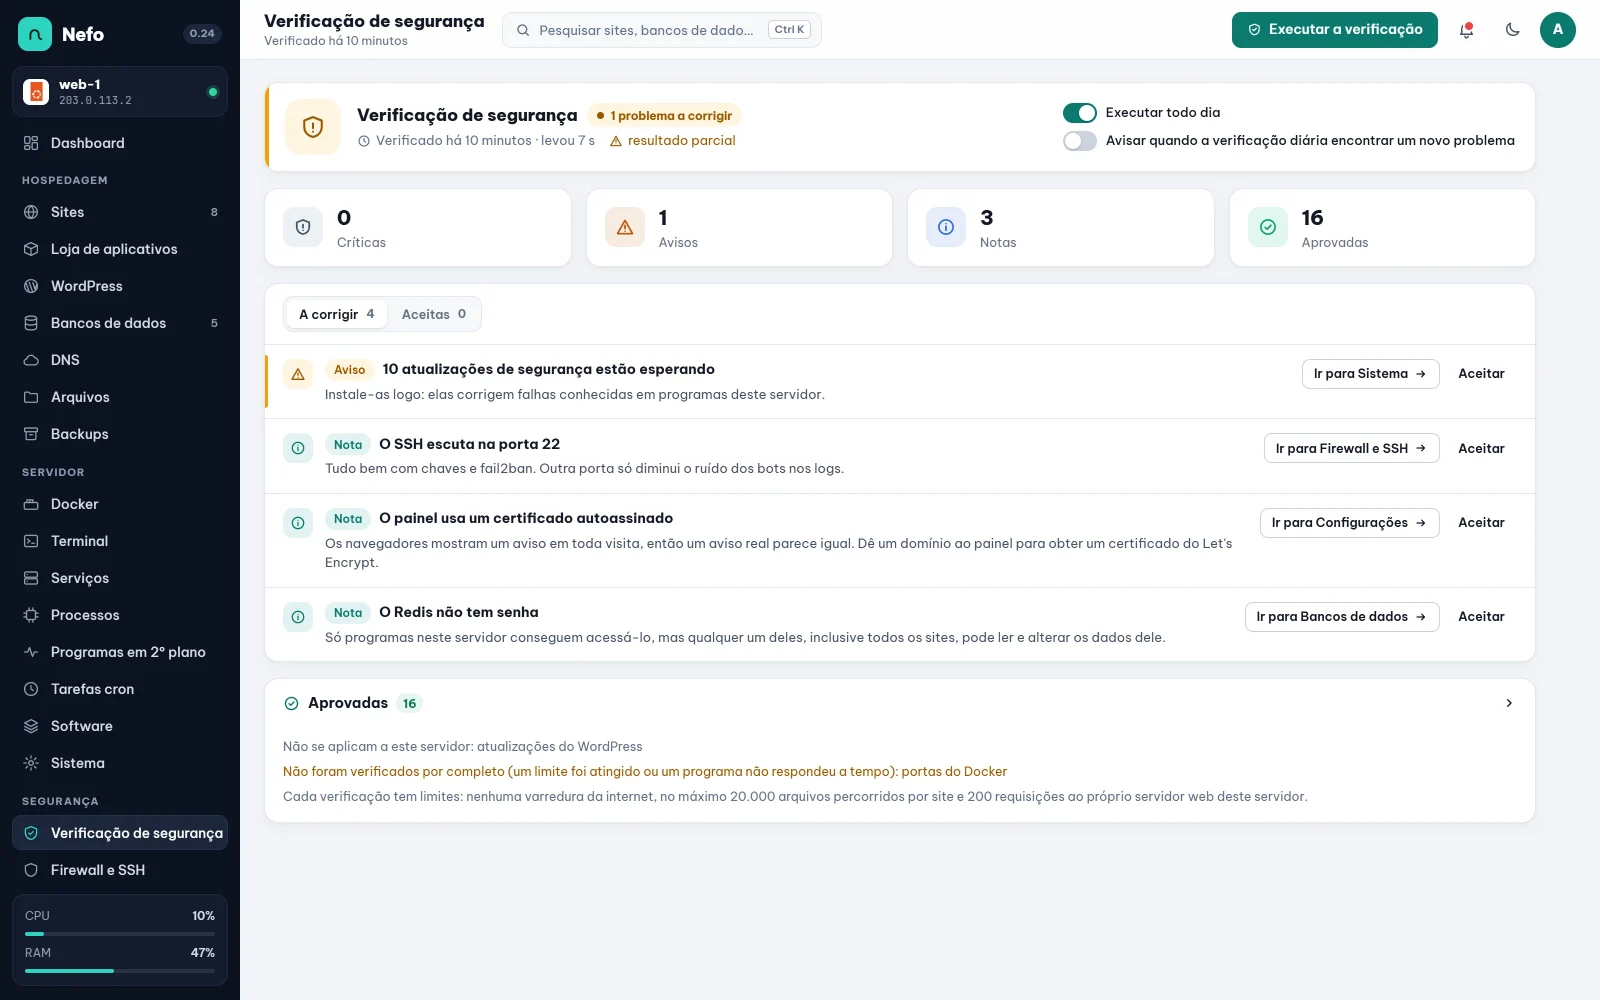 Nefo
0.24
web-1
203.0.113.2
Dashboard
HOSPEDAGEM
Sites 8
Loja de aplicativos
WordPress
Bancos de dados 5
DNS
Arquivos
Backups
SERVIDOR
Docker
Terminal
Serviços
Processos
Programas em 2º plano
Tarefas cron
Software
Sistema
SEGURANÇA
Verificação de segurança
Firewall e SSH
CPU 10%
RAM 47%
Verificação de segurança
Verificado há 10 minutos
Pesquisar sites, bancos de dado... Ctrl K
Executar a verificação
A
Verificação de segurança 1 problema a corrigir
Verificado há 10 minutos · levou 7 s resultado parcial
Executar todo dia
Avisar quando a verificação diária encontrar um novo problema
0
Críticas
1
Avisos
3
Notas
16
Aprovadas
A corrigir 4 Aceitas 0
Aviso 10 atualizações de segurança estão esperando
Instale-as logo: elas corrigem falhas conhecidas em programas deste servidor.
Ir para Sistema → Aceitar
Nota O SSH escuta na porta 22
Tudo bem com chaves e fail2ban. Outra porta só diminui o ruído dos bots nos logs.
Ir para Firewall e SSH → Aceitar
Nota O painel usa um certificado autoassinado
Os navegadores mostram um aviso em toda visita, então um aviso real parece igual. Dê um domínio ao painel para obter um certificado do Let's
Encrypt.
Ir para Configurações → Aceitar
Nota O Redis não tem senha
Só programas neste servidor conseguem acessá-lo, mas qualquer um deles, inclusive todos os sites, pode ler e alterar os dados dele.
Ir para Bancos de dados → Aceitar
Aprovadas 16
Não se aplicam a este servidor: atualizações do WordPress
Não foram verificados por completo (um limite foi atingido ou um programa não respondeu a tempo): portas do Docker
Cada verificação tem limites: nenhuma varredura da internet, no máximo 20.000 arquivos percorridos por site e 200 requisições ao próprio servidor web deste servidor.